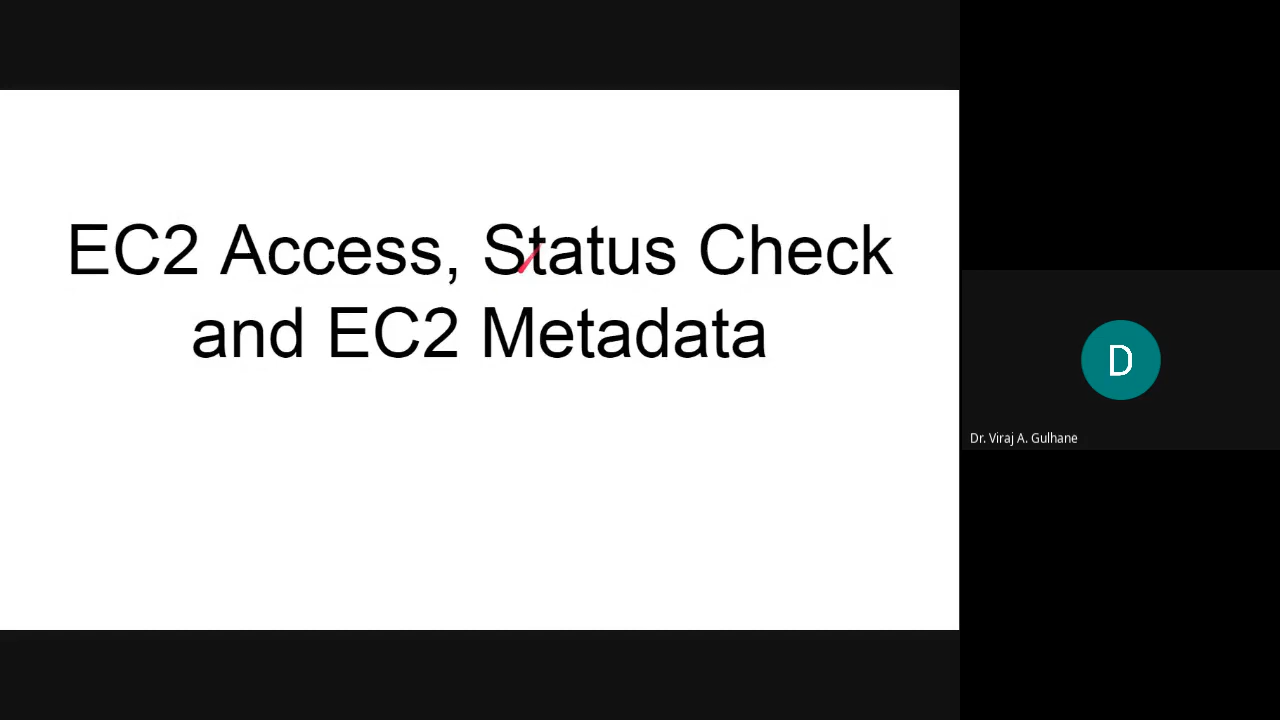 EC2 Access, Status Check
and EC2 Metadata
D
Dr. Viraj A. Gulhane